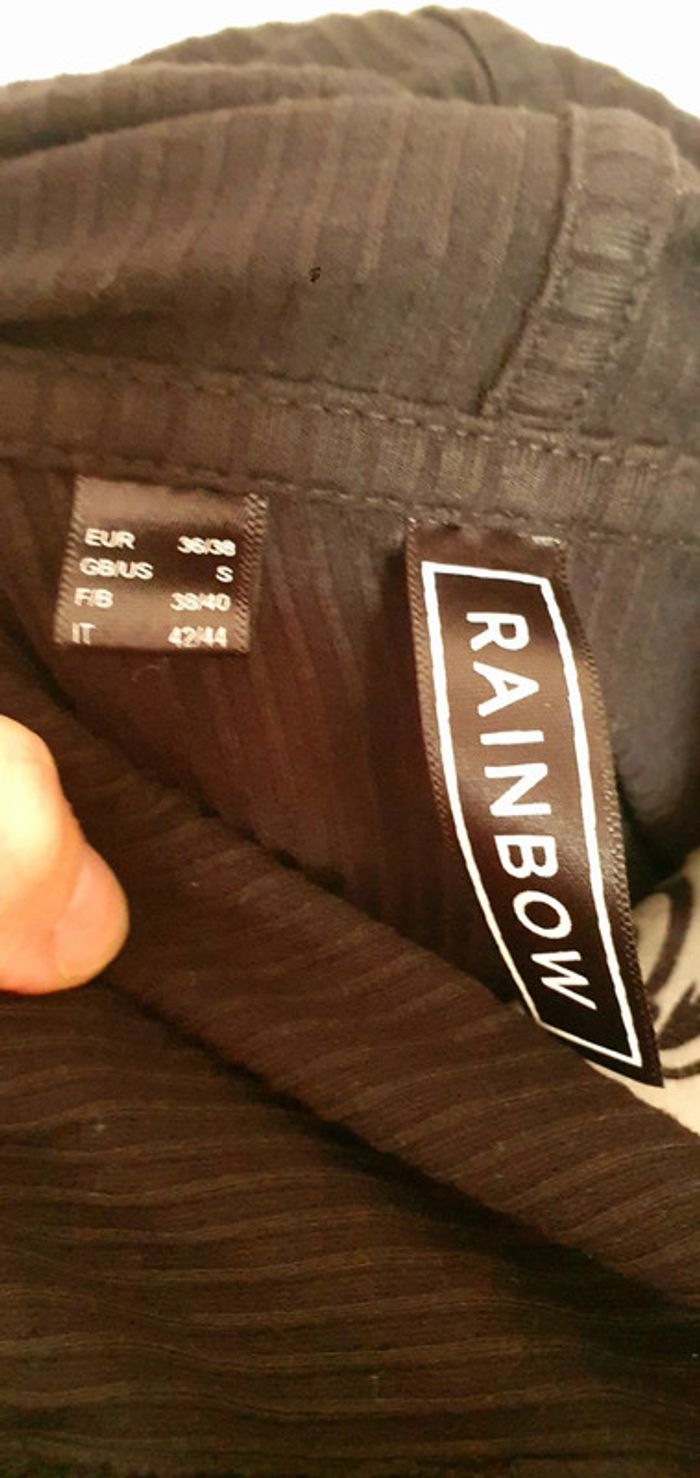 EUR 36/38
GB/US S
F/B 38/40
IT 42/44
RAINBOW